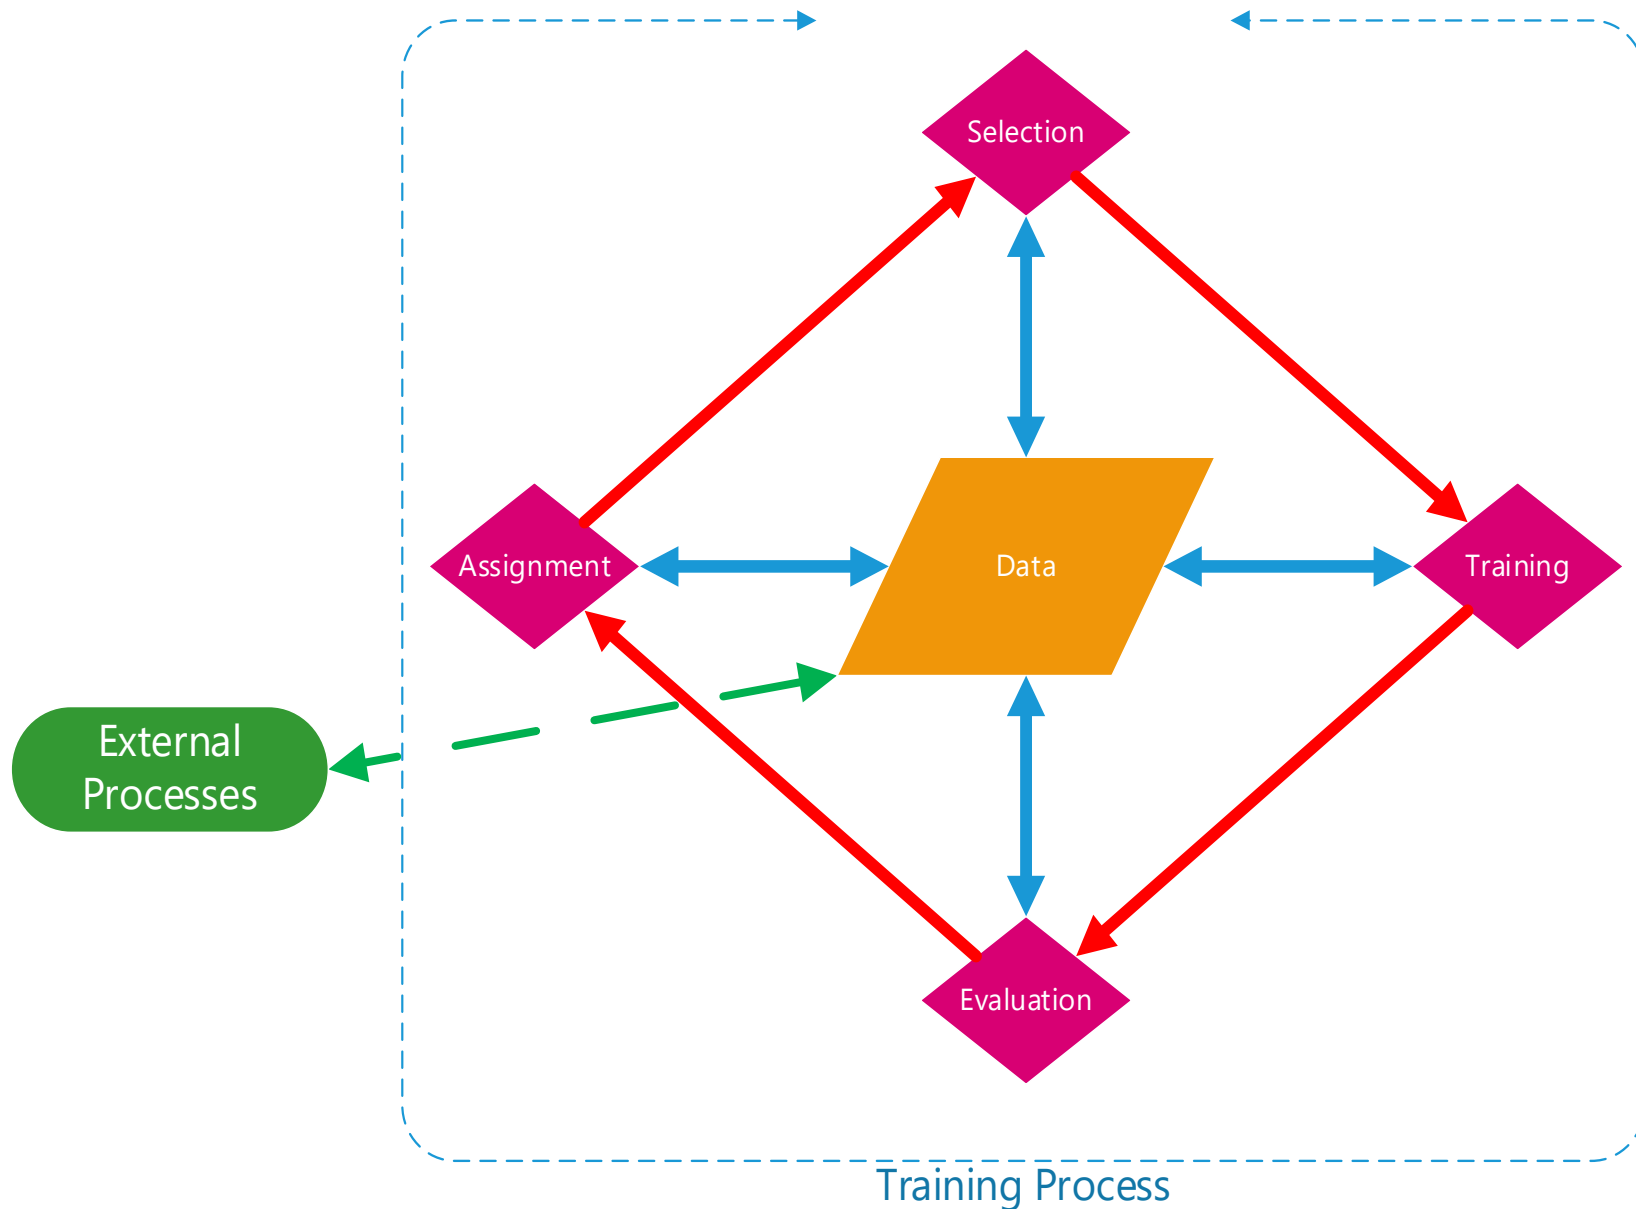 Selection
Assignment
Data
Training
External
Processes
Evaluation
Training Process